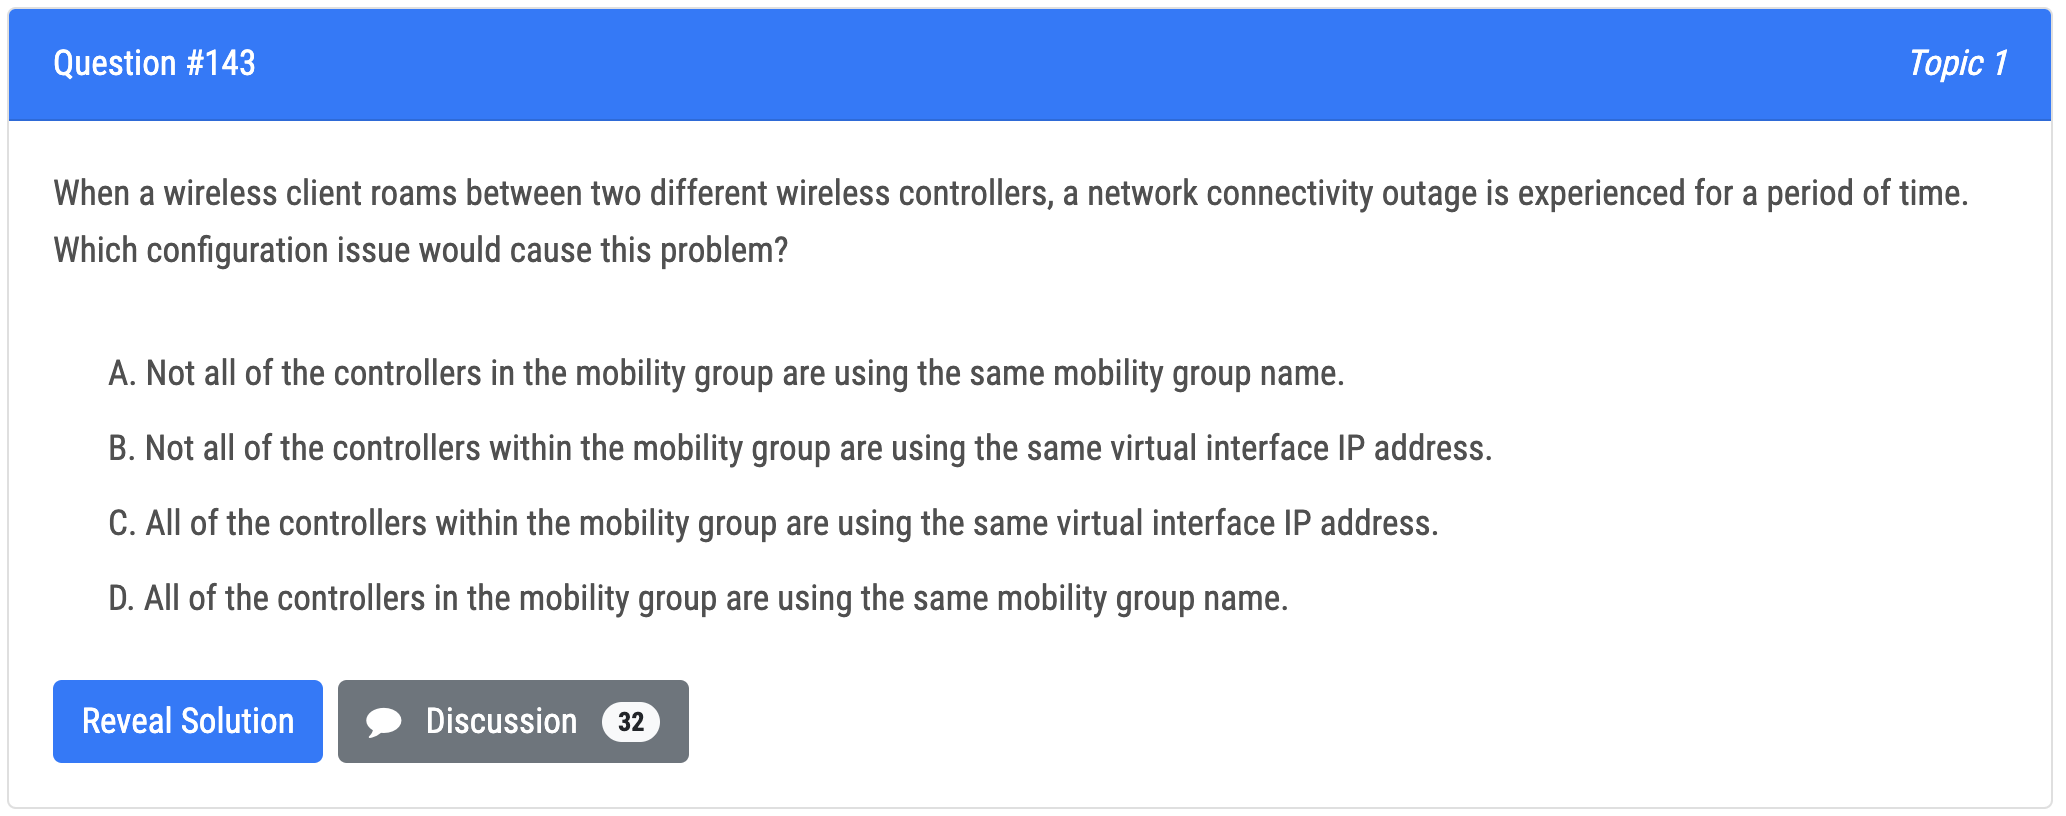 Question #143
Topic 1
When a wireless client roams between two different wireless controllers, a network connectivity outage is experienced for a period of time.
Which configuration issue would cause this problem?
A. Not all of the controllers in the mobility group are using the same mobility group name.
B. Not all of the controllers within the mobility group are using the same virtual interface IP address.
C. All of the controllers within the mobility group are using the same virtual interface IP address.
D. All of the controllers in the mobility group are using the same mobility group name.
Reveal Solution
Discussion 32